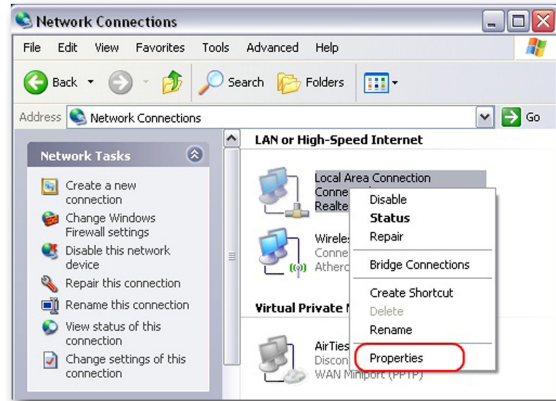 Network Connections
File Edit View Favorites Tools Advanced Help
Back Search Folders
Address Network Connections Go
Network Tasks
Create a new
connection
Change Windows
Firewall settings
Disable this network
device
Repair this connection
Rename this connection
View status of this
connection
Change settings of this
connection
LAN or High-Speed Internet
Local Area Connection
Disable
Status
Repair
Bridge Connections
Create Shortcut
Delete
Rename
Properties
Virtual Private
AirTies
WAN Miniport (PPTP)